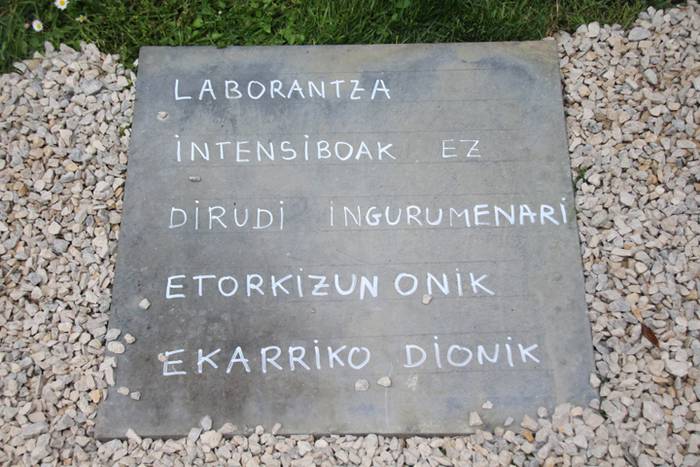 LABORANTZA
INTENSIBOAK EZ
DIRUDI INGURUMENARI
ETORKIZUN ONIK
EKARRIKO DIONIK